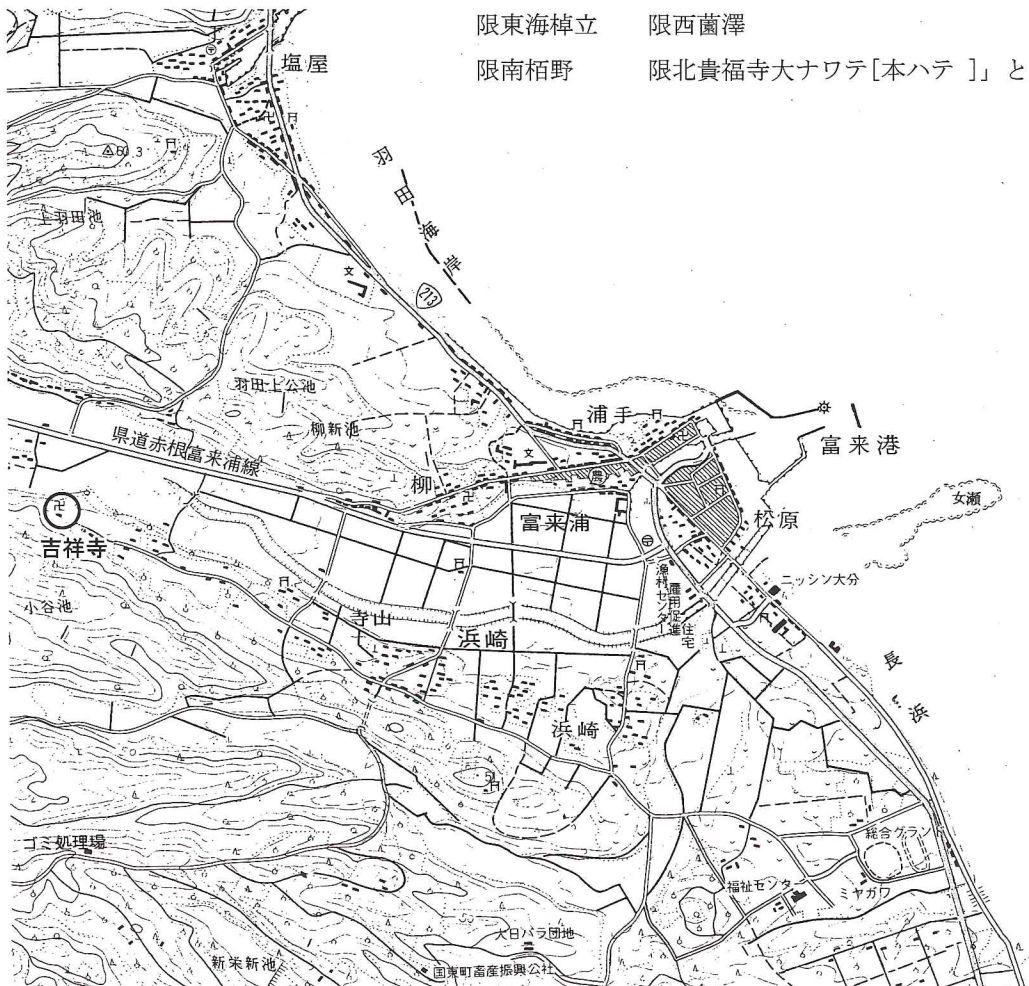 限東海棹立　限西薗澤
限南栢野　限北貴福寺大ナワテ[本ハテ ]」と
塩屋
60.3
上羽田池
羽田海岸
文
213
羽田上公池
柳新池
県道赤根富来浦線
浦手
文
農
柳
富来浦
富来港
女瀬
松原
ニッシン大分
漁村センター
雇用促進住宅
吉祥寺
小谷池
寺山
浜崎
浜崎
長浜
51
ゴミ処理場
総合グランド
福祉センター
ミヤガワ
大日バラ団地
新栄新池
国東町畜産振興公社